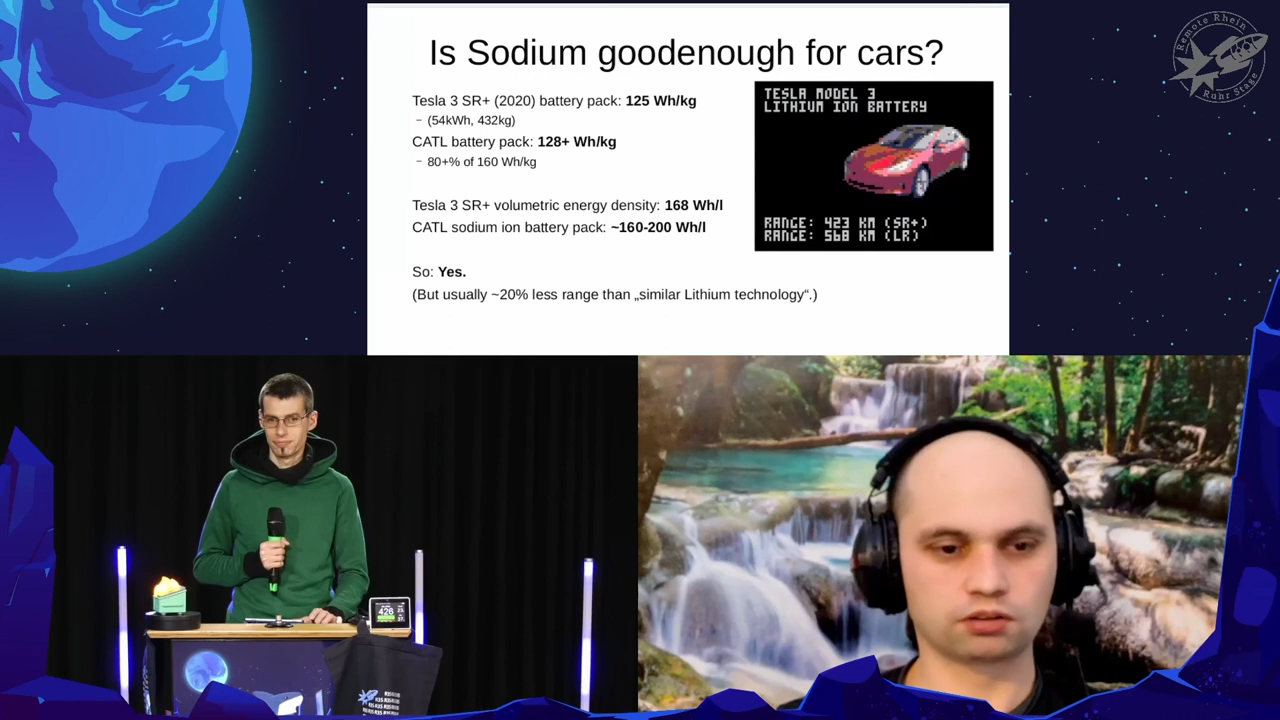 Is Sodium goodenough for cars?
Tesla 3 SR+ (2020) battery pack: 125 Wh/kg
– (54kWh, 432kg)
CATL battery pack: 128+ Wh/kg
– 80+% of 160 Wh/kg
Tesla 3 SR+ volumetric energy density: 168 Wh/l
CATL sodium ion battery pack: ~160-200 Wh/l
So: Yes.
(But usually ~20% less range than „similar Lithium technology“.)
TESLA MODEL 3
LITHIUM ION BATTERY
RANGE: 423 KM (SR+)
RANGE: 568 KM (LR)
Remote Rhein
Ruhr Stage
426